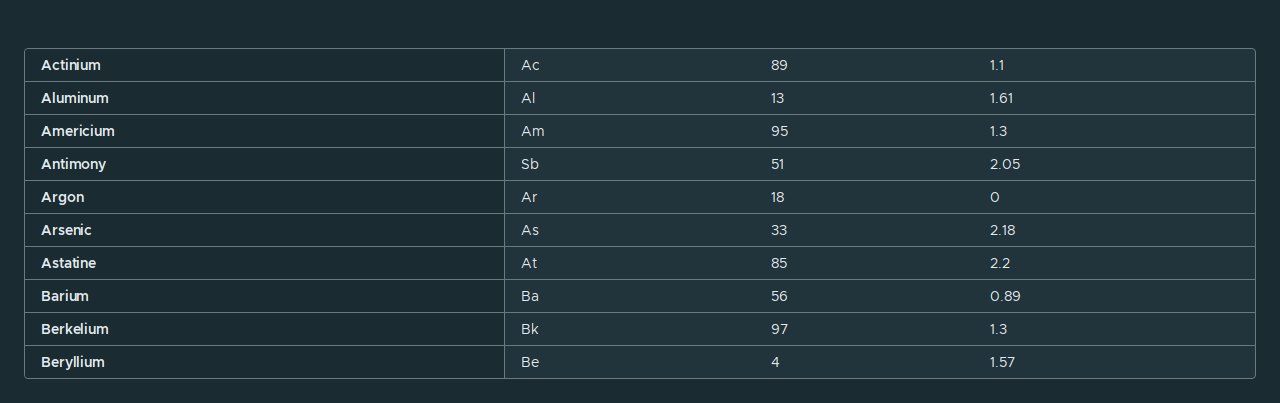 Actinium Ac 89 1.1
Aluminum Al 13 1.61
Americium Am 95 1.3
Antimony Sb 51 2.05
Argon Ar 18 0
Arsenic As 33 2.18
Astatine At 85 2.2
Barium Ba 56 0.89
Berkelium Bk 97 1.3
Beryllium Be 4 1.57